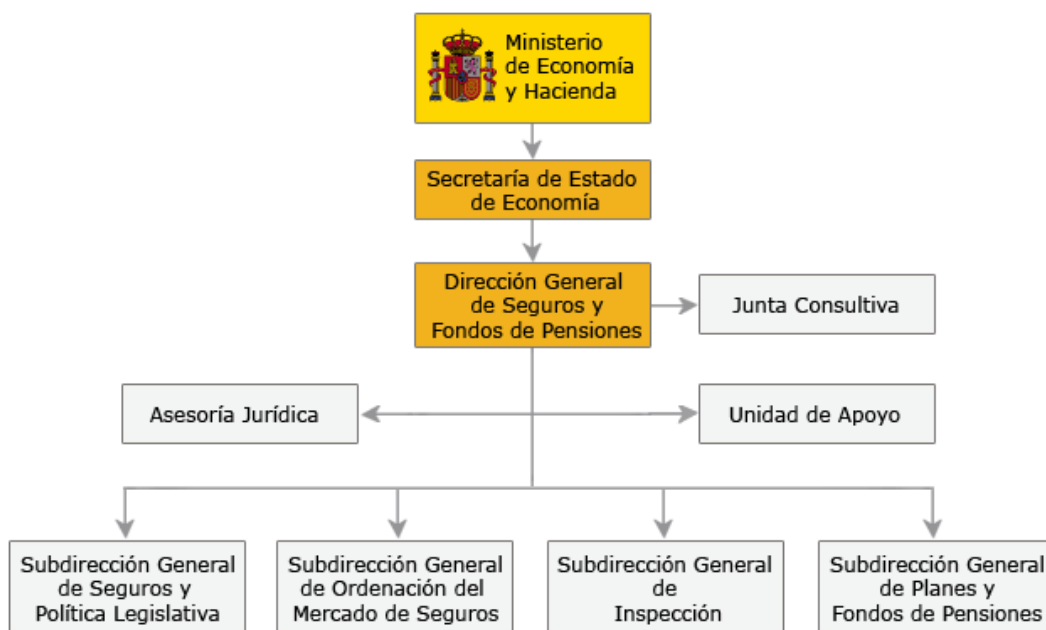 Ministerio
de Economía
y Hacienda
Secretaría de Estado
de Economía
Dirección General
de Seguros y
Fondos de Pensiones
Junta Consultiva
Asesoría Jurídica
Unidad de Apoyo
Subdirección General
de Seguros y
Política Legislativa
Subdirección General
de Ordenación del
Mercado de Seguros
Subdirección General
de
Inspección
Subdirección General
de Planes y
Fondos de Pensiones